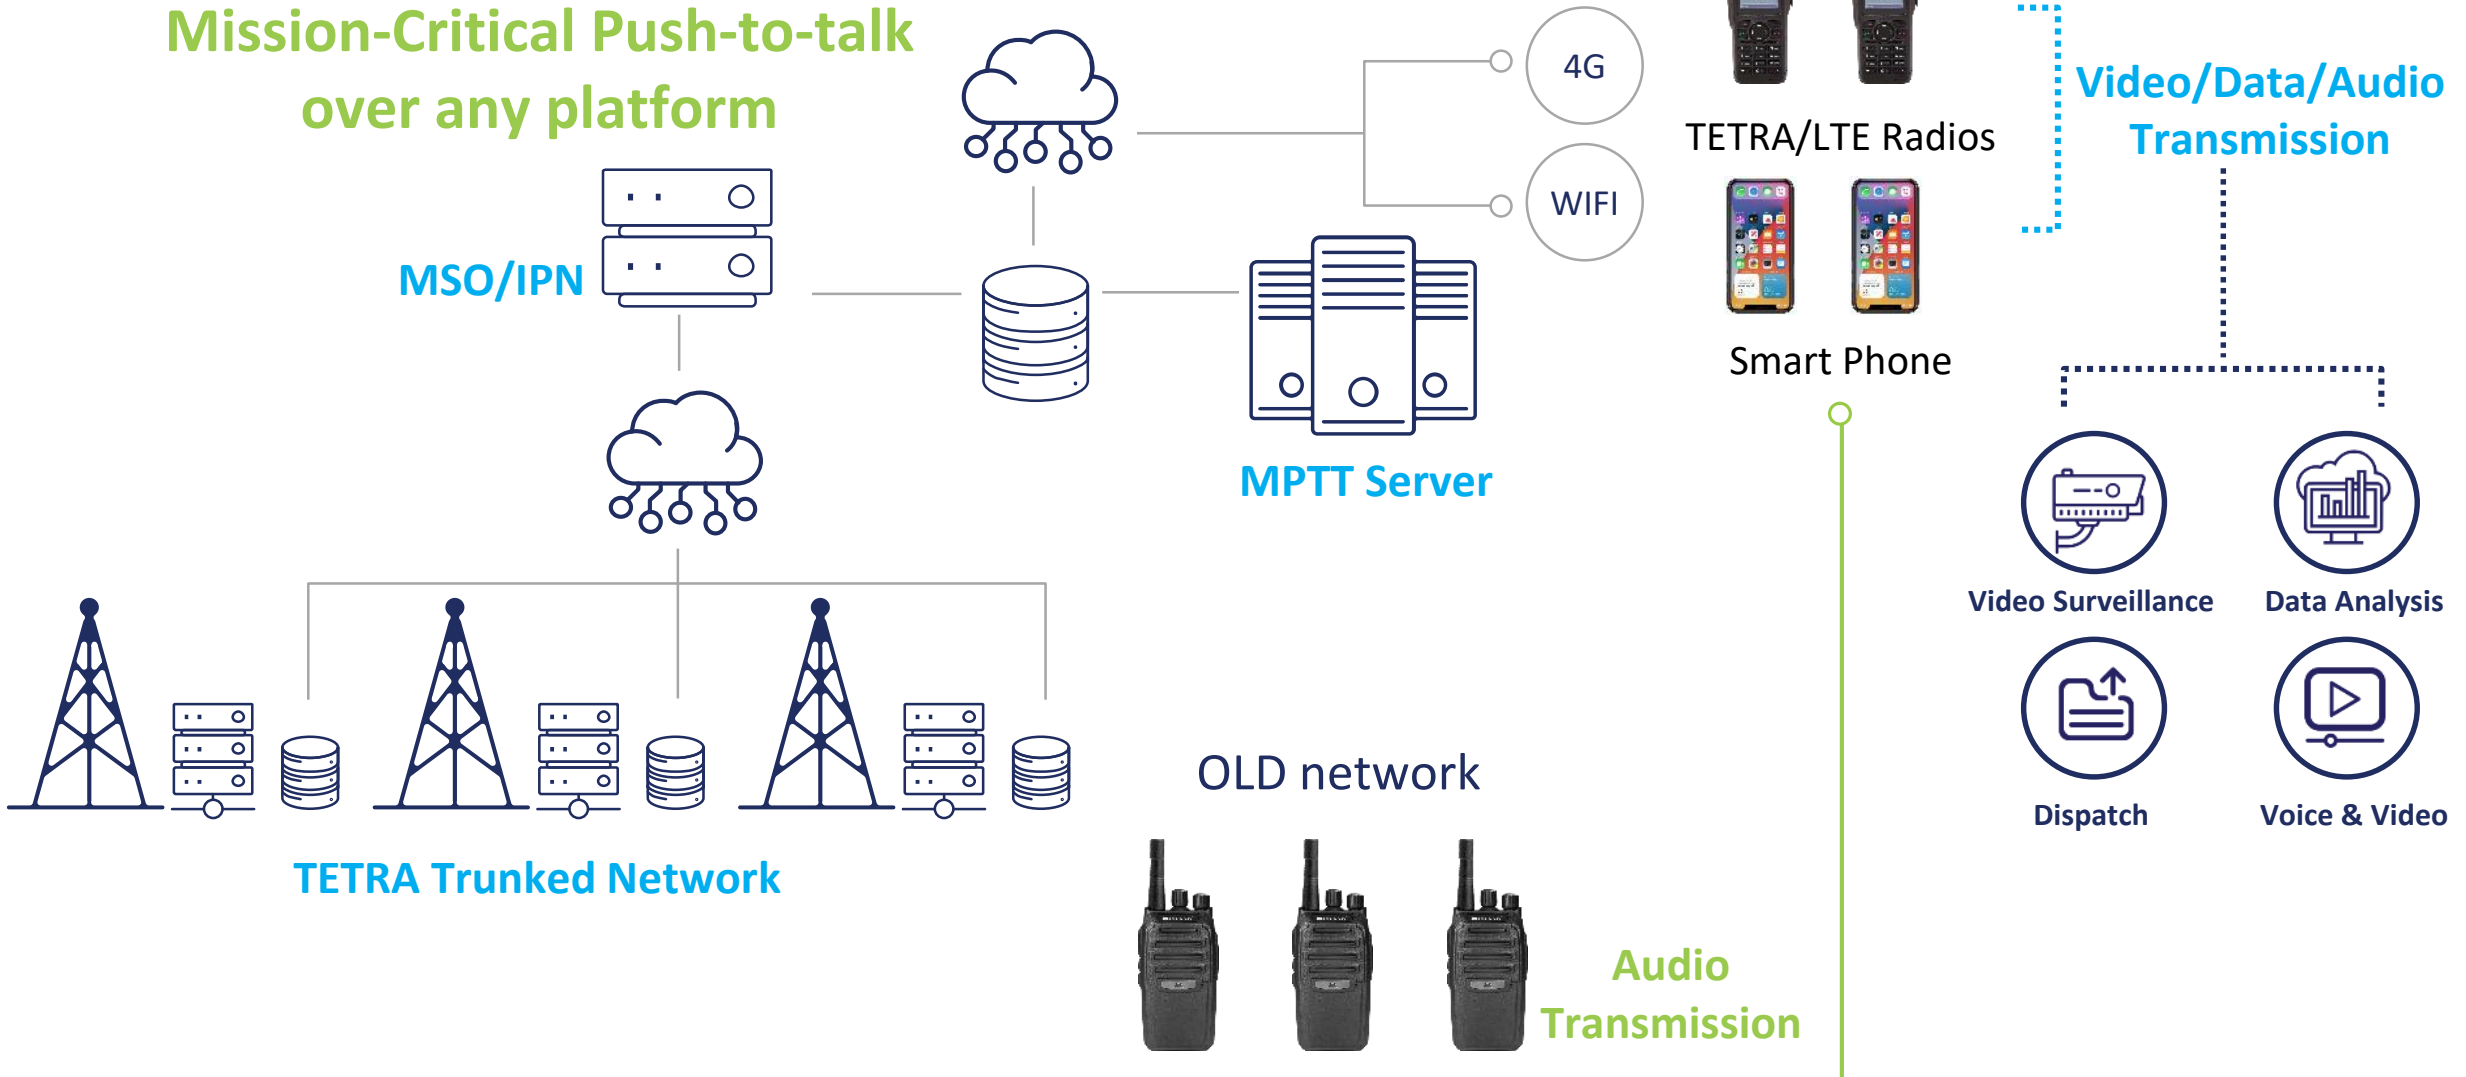 Mission-Critical Push-to-talk
over any platform
4G
WIFI
TETRA/LTE Radios
Video/Data/Audio
Transmission
MSO/IPN
Smart Phone
MPTT Server
Video Surveillance
Data Analysis
OLD network
Dispatch
Voice & Video
TETRA Trunked Network
Audio
Transmission